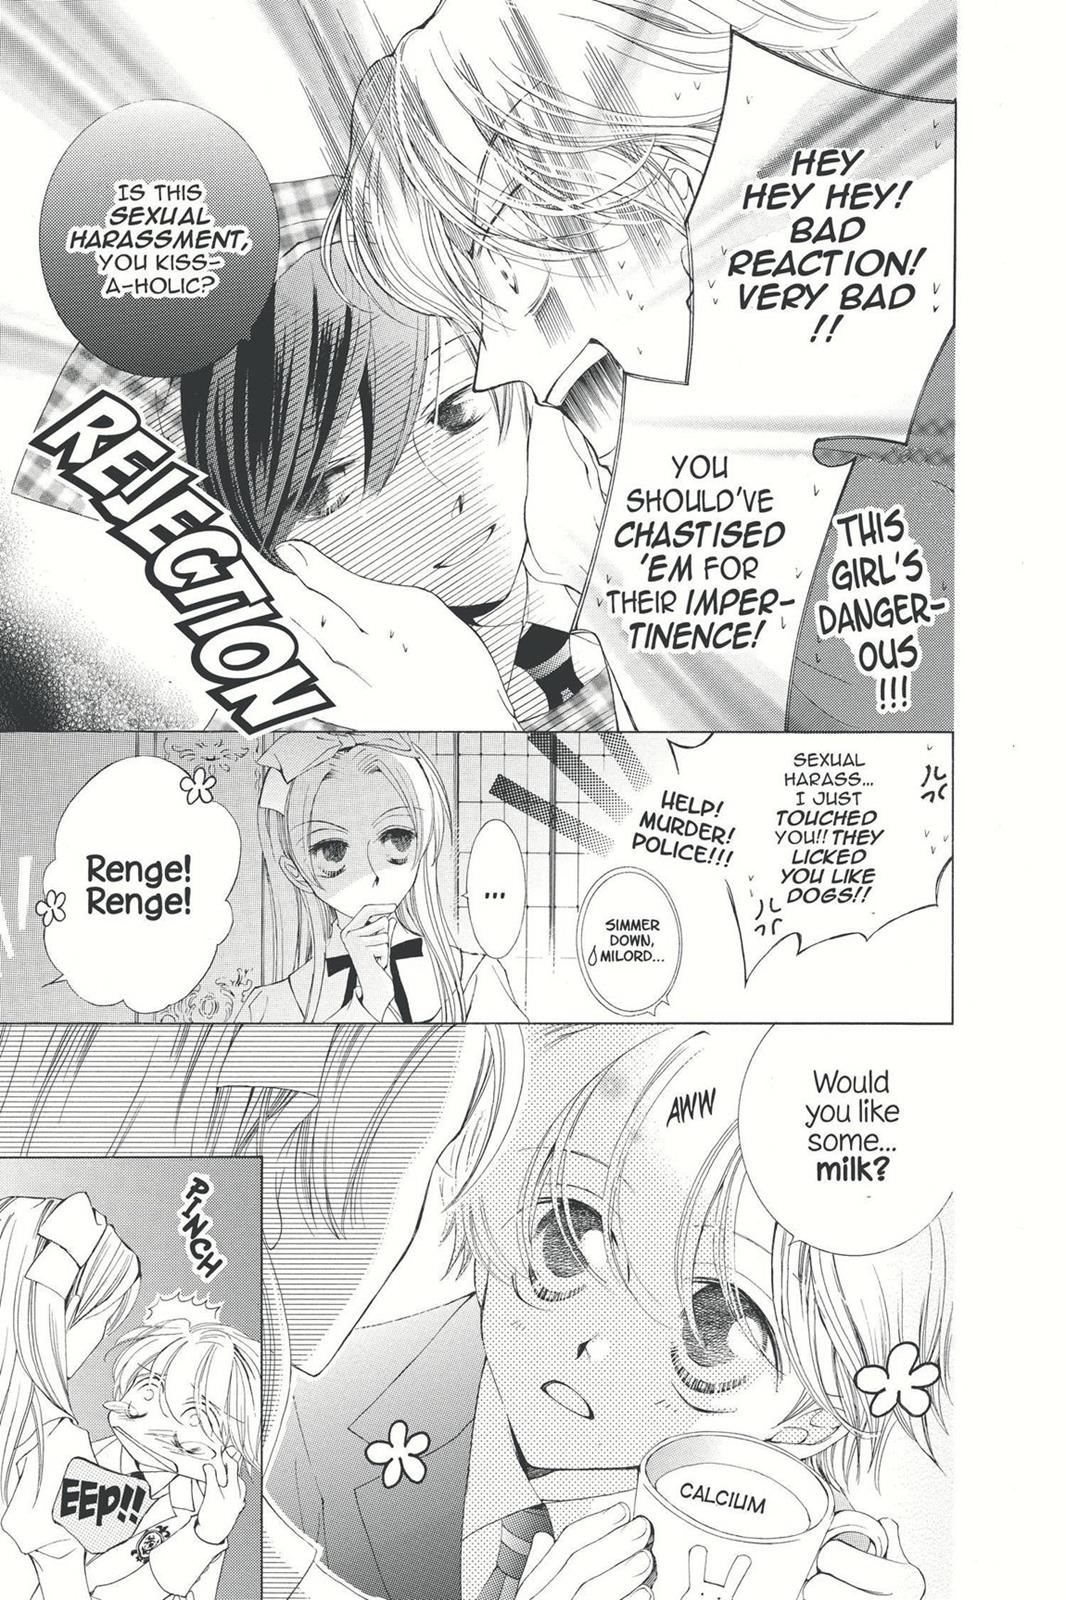 HEY
HEY HEY!
BAD
REACTION!
VERY BAD
!!
IS THIS
SEXUAL
HARASSMENT,
YOU KISS-
A-HOLIC?
YOU
SHOULD'VE
CHASTISED
'EM FOR
THEIR IMPER-
TINENCE!
THIS
GIRL'S
DANGER-
OUS
!!!
REJECTION
SEXUAL
HARASS...
I JUST
TOUCHED
YOU!! THEY
LICKED
YOU LIKE
DOGS!!
HELP!
MURDER!
POLICE!!!
SIMMER
DOWN,
MILORD...
...
Renge!
Renge!
Would
you like
some...
milk?
AWW
CALCIUM
PINCH
EEP!!